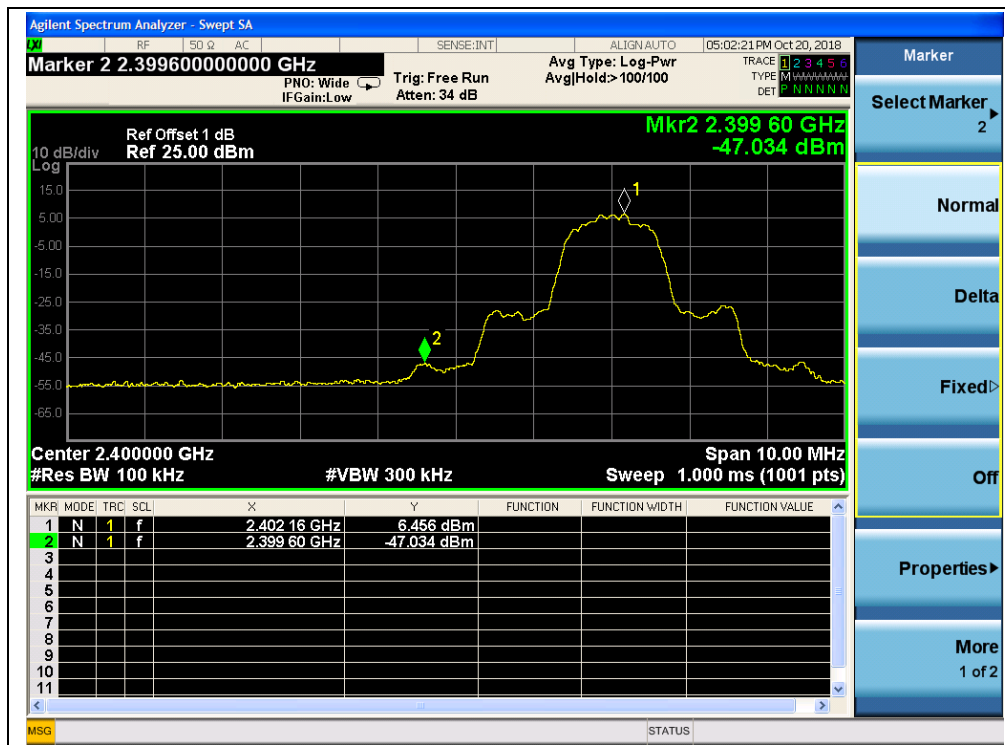 Agilent Spectrum Analyzer - Swept SA
LXI RF 50 Ω AC SENSE:INT ALIGN AUTO 05:02:21 PM Oct 20, 2018
Marker 2 2.399600000000 GHz
PNO: Wide
IFGain:Low
Trig: Free Run
Atten: 34 dB
Avg Type: Log-Pwr
Avg|Hold:>100/100
TRACE 1 2 3 4 5 6
TYPE M
DET P N N N N N
Ref Offset 1 dB
Ref 25.00 dBm
10 dB/div
Log
Mkr2 2.399 60 GHz
-47.034 dBm
15.0
5.00
-5.00
-15.0
-25.0
-35.0
-45.0
-55.0
-65.0
1
2
Center 2.400000 GHz Span 10.00 MHz
#Res BW 100 kHz #VBW 300 kHz Sweep 1.000 ms (1001 pts)
MKR MODE TRC SCL X Y FUNCTION FUNCTION WIDTH FUNCTION VALUE
1 N 1 f 2.402 16 GHz 6.456 dBm
2 N 1 f 2.399 60 GHz -47.034 dBm
3
4
5
6
7
8
9
10
11
MSG STATUS
Marker
Select Marker
2
Normal
Delta
Fixed
Off
Properties
More
1 of 2